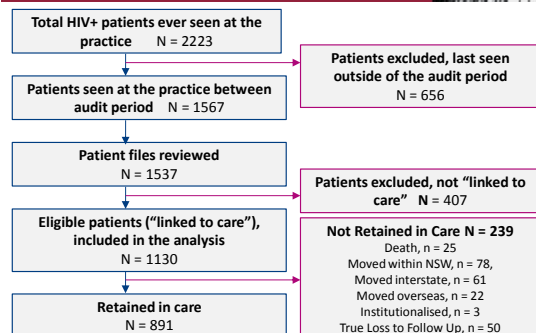 Total HIV+ patients ever seen at the
practice N = 2223
Patients excluded, last seen
outside of the audit period
N = 656
Patients seen at the practice between
audit period N = 1567
Patient files reviewed
N = 1537
Patients excluded, not “linked to
care” N = 407
Eligible patients (“linked to care”),
included in the analysis
N = 1130
Not Retained in Care N = 239
Death, n = 25
Moved within NSW, n = 78,
Moved interstate, n = 61
Moved overseas, n = 22
Institutionalised, n = 3
True Loss to Follow Up, n = 50
Retained in care
N = 891